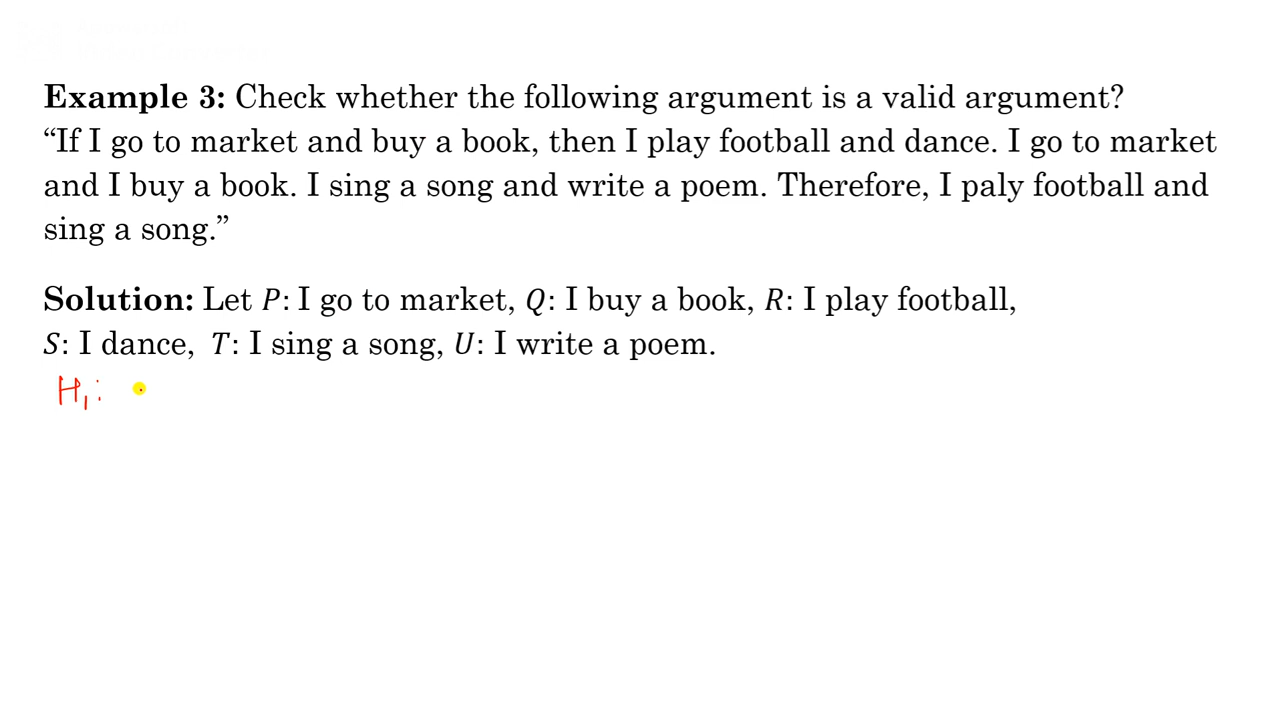 Example 3: Check whether the following argument is a valid argument?
“If I go to market and buy a book, then I play football and dance. I go to market
and I buy a book. I sing a song and write a poem. Therefore, I paly football and
sing a song.”
Solution: Let P: I go to market, Q: I buy a book, R: I play football,
S: I dance, T: I sing a song, U: I write a poem.
H₁: